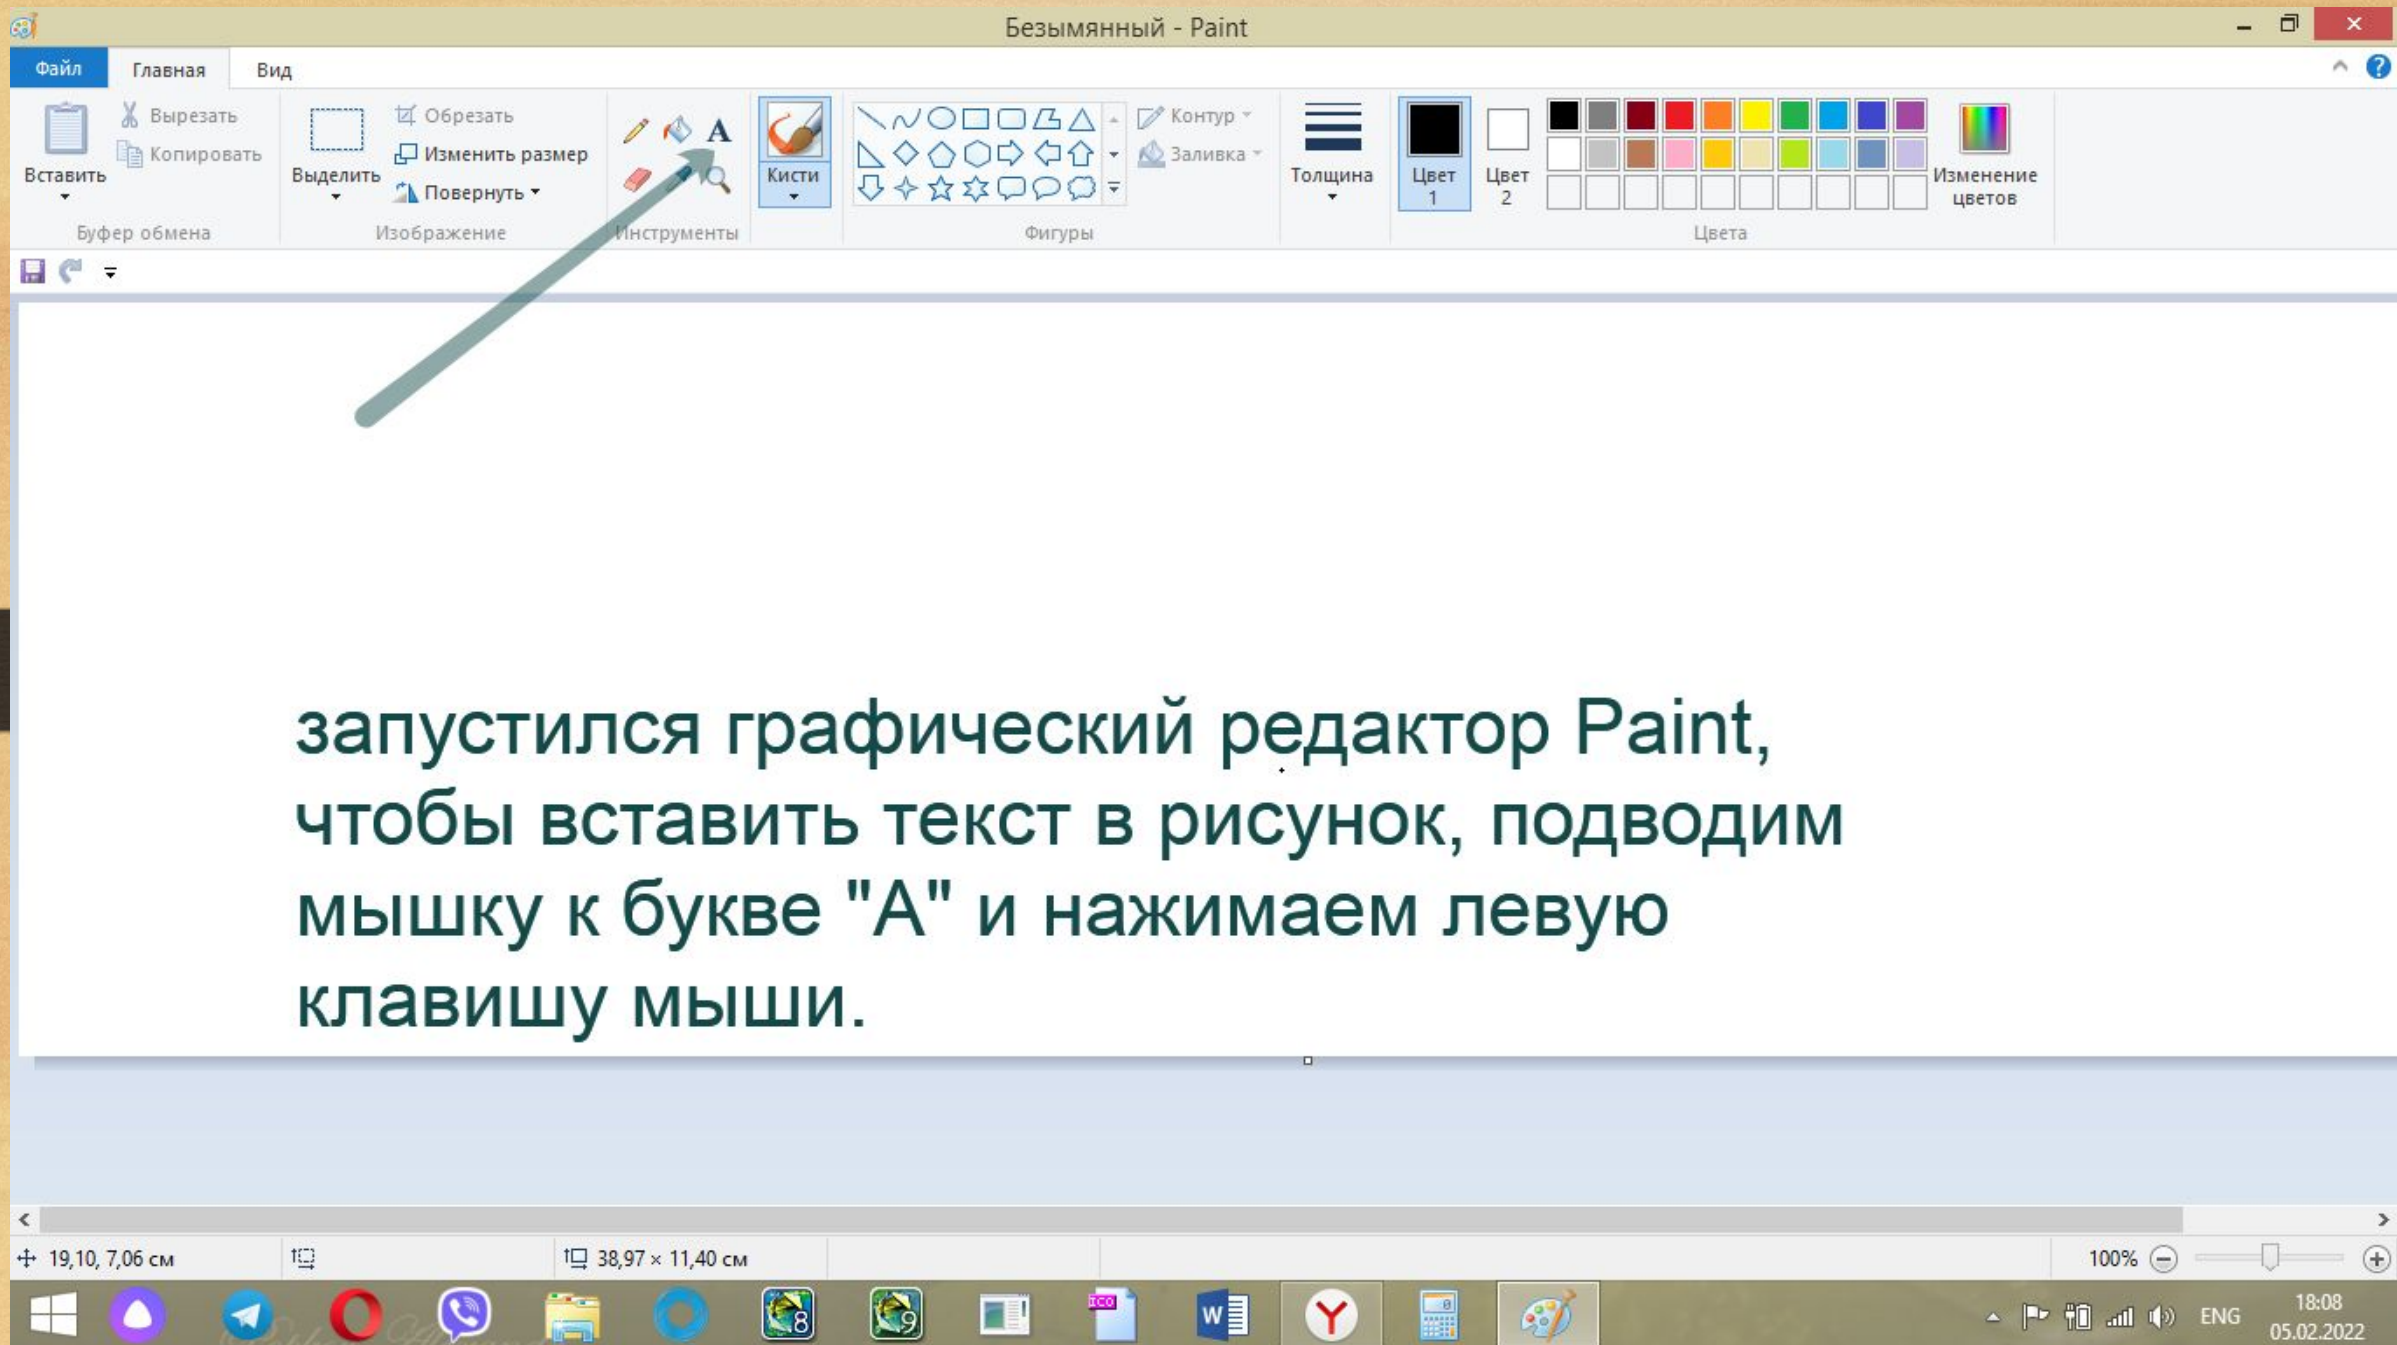 Безымянный - Paint
Файл Главная Вид
Вставить
Вырезать
Копировать
Буфер обмена
Выделить
Обрезать
Изменить размер
Повернуть
Изображение
A
Инструменты
Кисти
Контур
Заливка
Фигуры
Толщина
Цвет
1
Цвет
2
Изменение
цветов
Цвета
запустился графический редактор Paint,
чтобы вставить текст в рисунок, подводим
мышку к букве "А" и нажимаем левую
клавишу мыши.
19,10, 7,06 см
38,97 × 11,40 см
100%
8
9
ICO
W
Y
ENG
18:08
05.02.2022